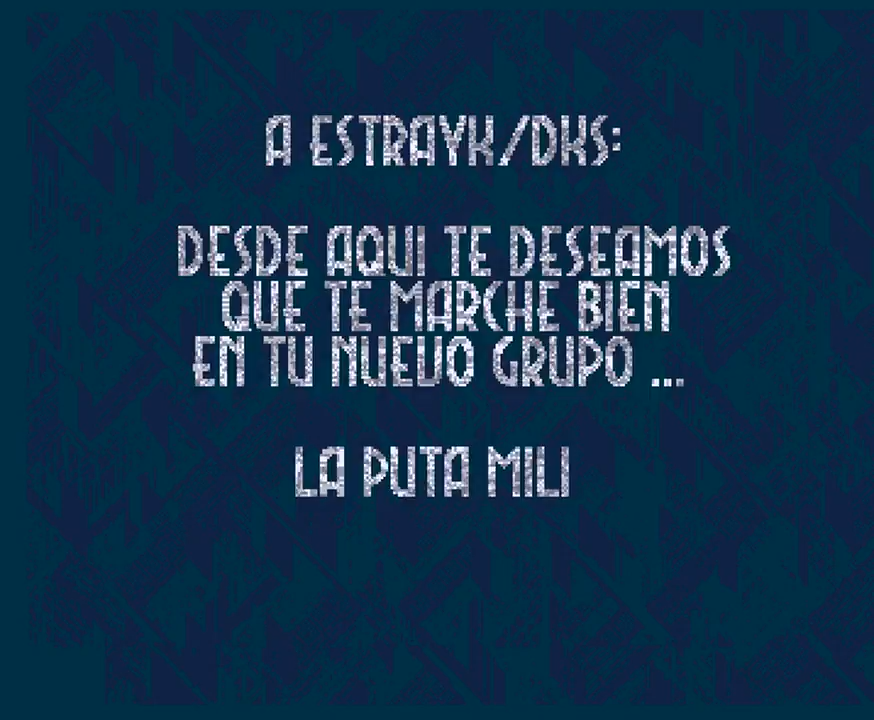 A ESTRAYK/DKS:
DESDE AQUI TE DESEAMOS
QUE TE MARCHE BIEN
EN TU NUEVO GRUPO ...
LA PUTA MILI